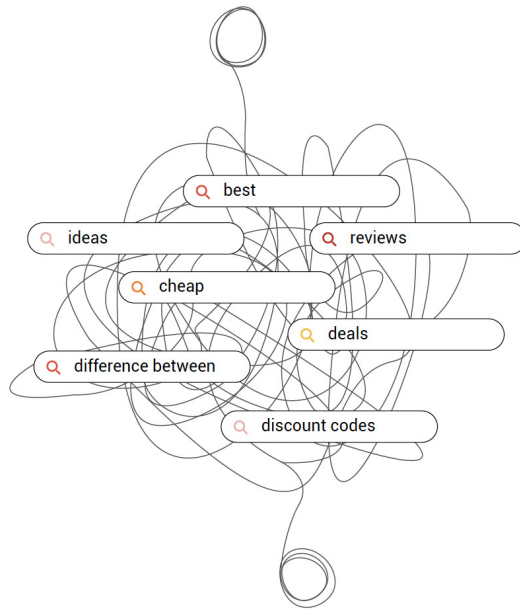 best
ideas
reviews
cheap
deals
difference between
discount codes